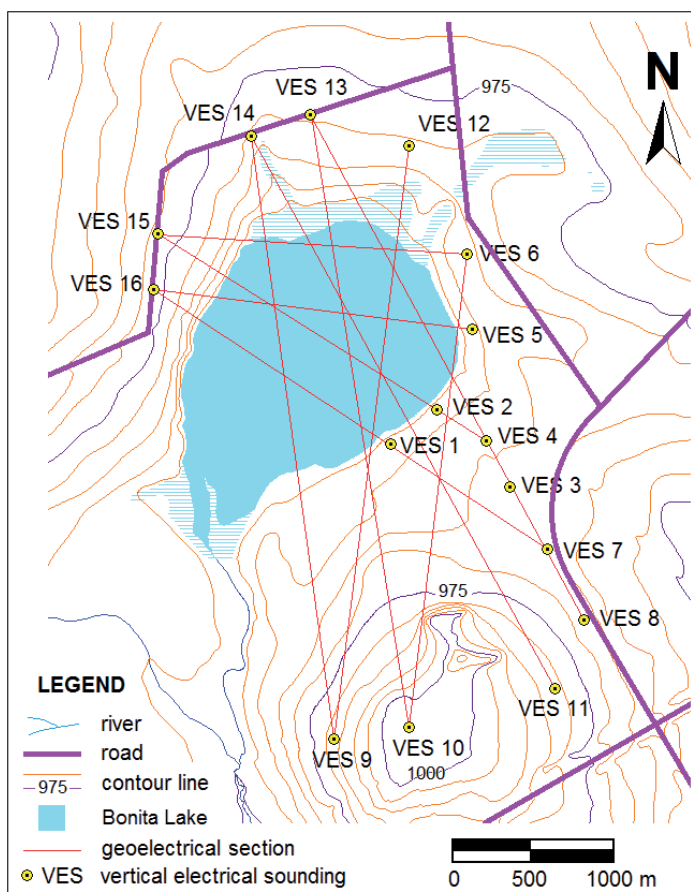 N
975
VES 13
VES 14
VES 12
VES 15
VES 6
VES 16
VES 5
VES 2
VES 4
VES 1
VES 3
VES 7
975
VES 8
VES 11
VES 9
VES 10
1000
LEGEND
river
road
975 contour line
Bonita Lake
geoelectrical section
VES vertical electrical sounding
0 500 1000 m